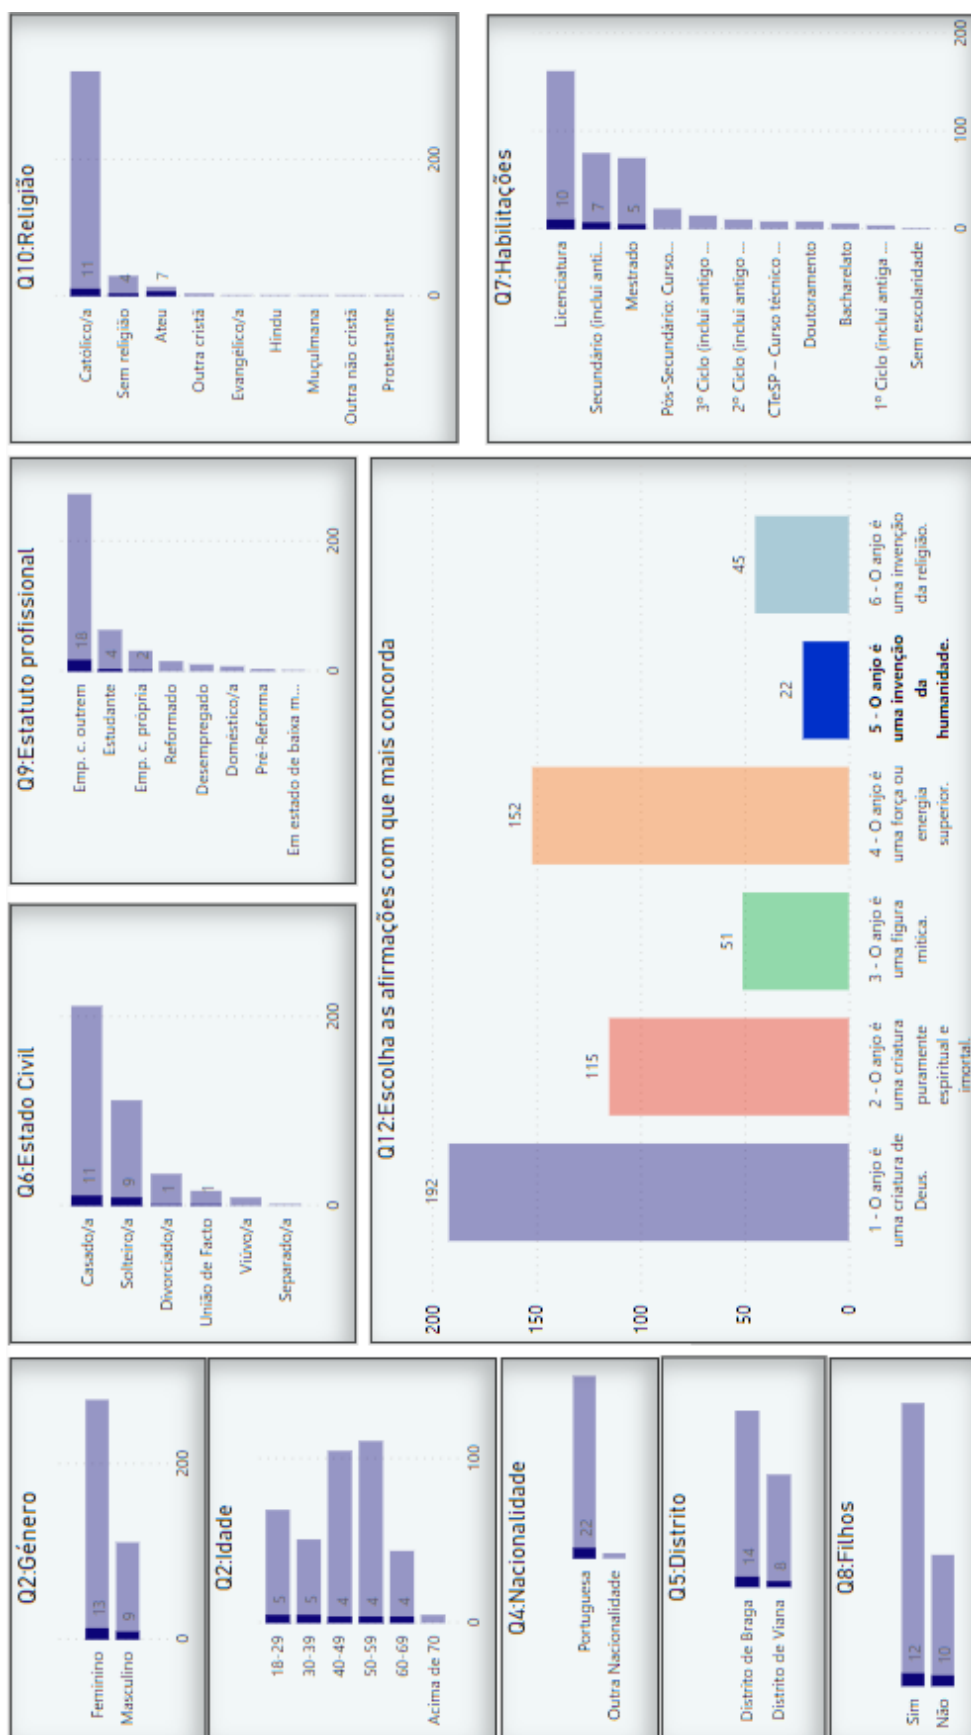 Q2:Género
Feminino
13
Masculino
9
0
200
Q2:Idade
18-29
5
30-39
5
40-49
4
50-59
4
60-69
4
Acima de 70
0
100
Q4:Nacionalidade
Portuguesa
22
Outra Nacionalidade
Q5:Distrito
Distrito de Braga
14
Distrito de Viana
8
Q8:Filhos
Sim
12
Não
10
Q6:Estado Civil
Casado/a
11
Solteiro/a
9
Divorciado/a
1
União de Facto
1
Viúvo/a
Separado/a
0
200
Q9:Estatuto profissional
Emp. c. outrem
18
Estudante
4
Emp. c. própria
2
Reformado
Desempregado
Doméstico/a
Pré-Reforma
Em estado de baixa m...
0
200
Q10:Religião
Católico/a
11
Sem religião
4
Ateu
7
Outra cristã
Evangélico/a
Hindu
Muçulmana
Outra não cristã
Protestante
0
200
Q12:Escolha as afirmações com que mais concorda
200
150
100
50
0
192
115
51
152
22
45
1 - O anjo é
uma criatura de
Deus.
2 - O anjo é
uma criatura
puramente
espiritual e
imortal.
3 - O anjo é
uma figura
mítica.
4 - O anjo é
uma força ou
energia
superior.
5 - O anjo é
uma invenção
da
humanidade.
6 - O anjo é
uma invenção
da religião.
Q7:Habilitações
Licenciatura
10
Secundário (inclui anti...
7
Mestrado
5
Pós-Secundário: Curso...
3º Ciclo (inclui antigo ...
2º Ciclo (inclui antigo ...
CTeSP – Curso técnico ...
Doutoramento
Bacharelato
1º Ciclo (inclui antiga ...
Sem escolaridade
0
100
200